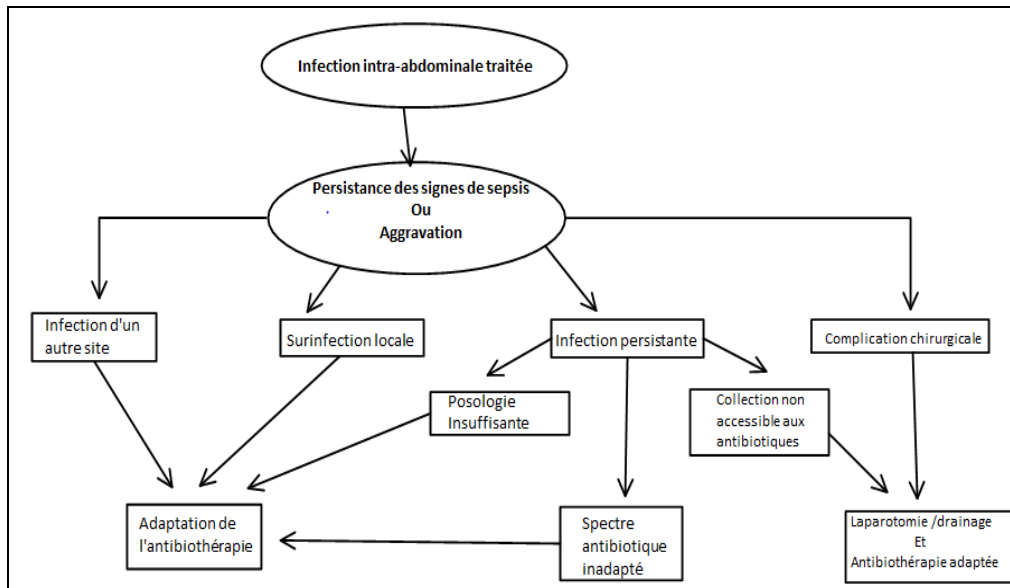 Infection intra-abdominale traitée
Persistance des signes de sepsis
Ou
Aggravation
Infection d'un
autre site
Surinfection locale
Infection persistante
Complication chirurgicale
Posologie
Insuffisante
Collection non
accessible aux
antibiotiques
Adaptation de
l'antibiothérapie
Spectre
antibiotique
inadapté
Laparotomie /drainage
Et
Antibiothérapie adaptée